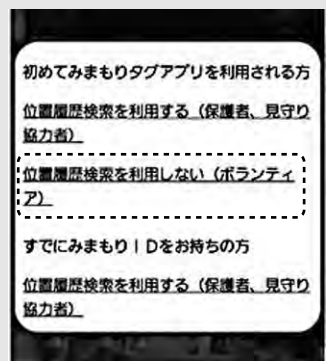 初めてみまもりタグアプリを利用される方
位置履歴検索を利用する（保護者、見守り
協力者）
位置履歴検索を利用しない（ボランティ
ア）
すでにみまもりＩＤをお持ちの方
位置履歴検索を利用する（保護者、見守り
協力者）